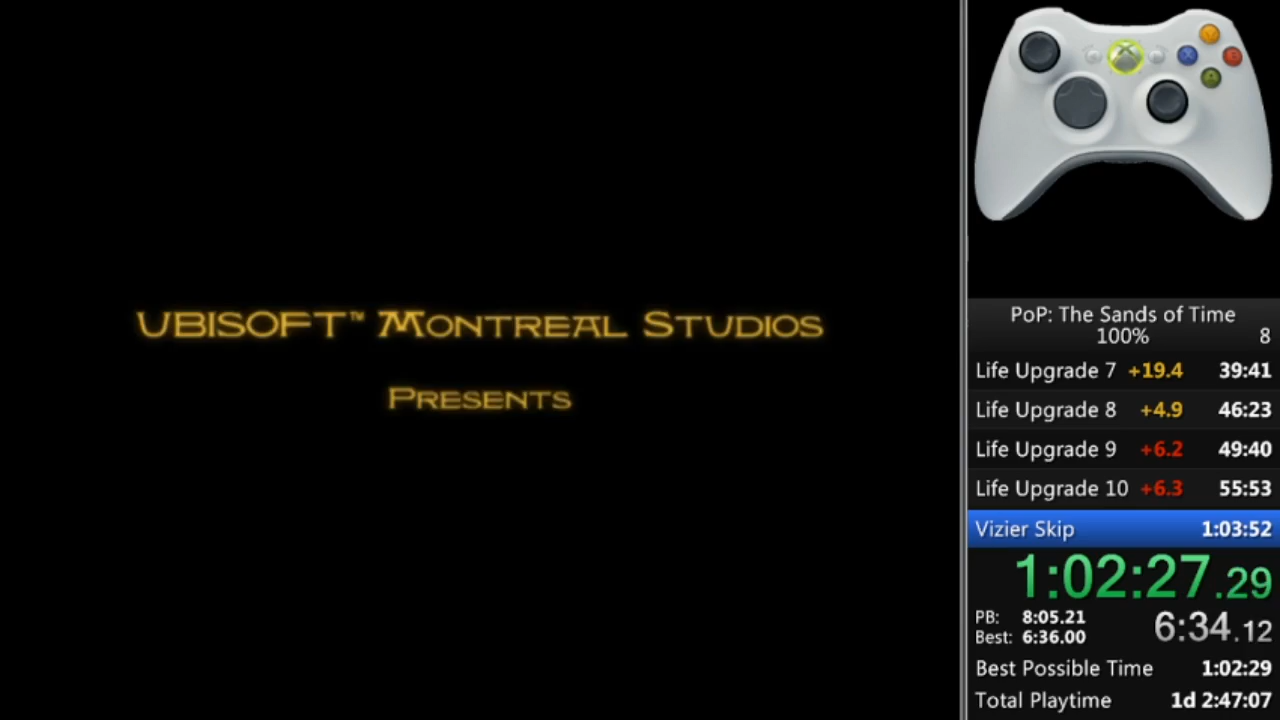 UBISOFT™ MONTREAL STUDIOS
PRESENTS
PoP: The Sands of Time
100% 8
Life Upgrade 7 +19.4 39:41
Life Upgrade 8 +4.9 46:23
Life Upgrade 9 +6.2 49:40
Life Upgrade 10 +6.3 55:53
Vizier Skip 1:03:52
1:02:27.29
PB: 8:05.21
Best: 6:36.00
6:34.12
Best Possible Time 1:02:29
Total Playtime 1d 2:47:07